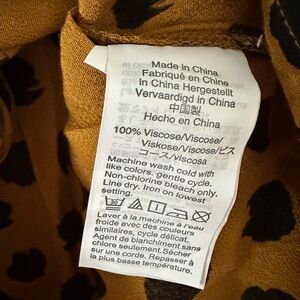 Made in China
Fabriqué en Chine
In China Hergestellt
Vervaardigd in China
中国製
Hecho en China
100% Viscose/Viscose/
Viskose/Viscose/ビス
コース/Viscosa
Machine wash cold with
like colors, gentle cycle.
Non-chlorine bleach only.
Line dry. Iron on lowest
setting.
Laver à la machine à l'eau
froide avec des couleurs
similaires, cycle délicat.
Agent de blanchiment sans
chlore seulement. Sécher
sur une corde. Repasser à
la plus basse température.